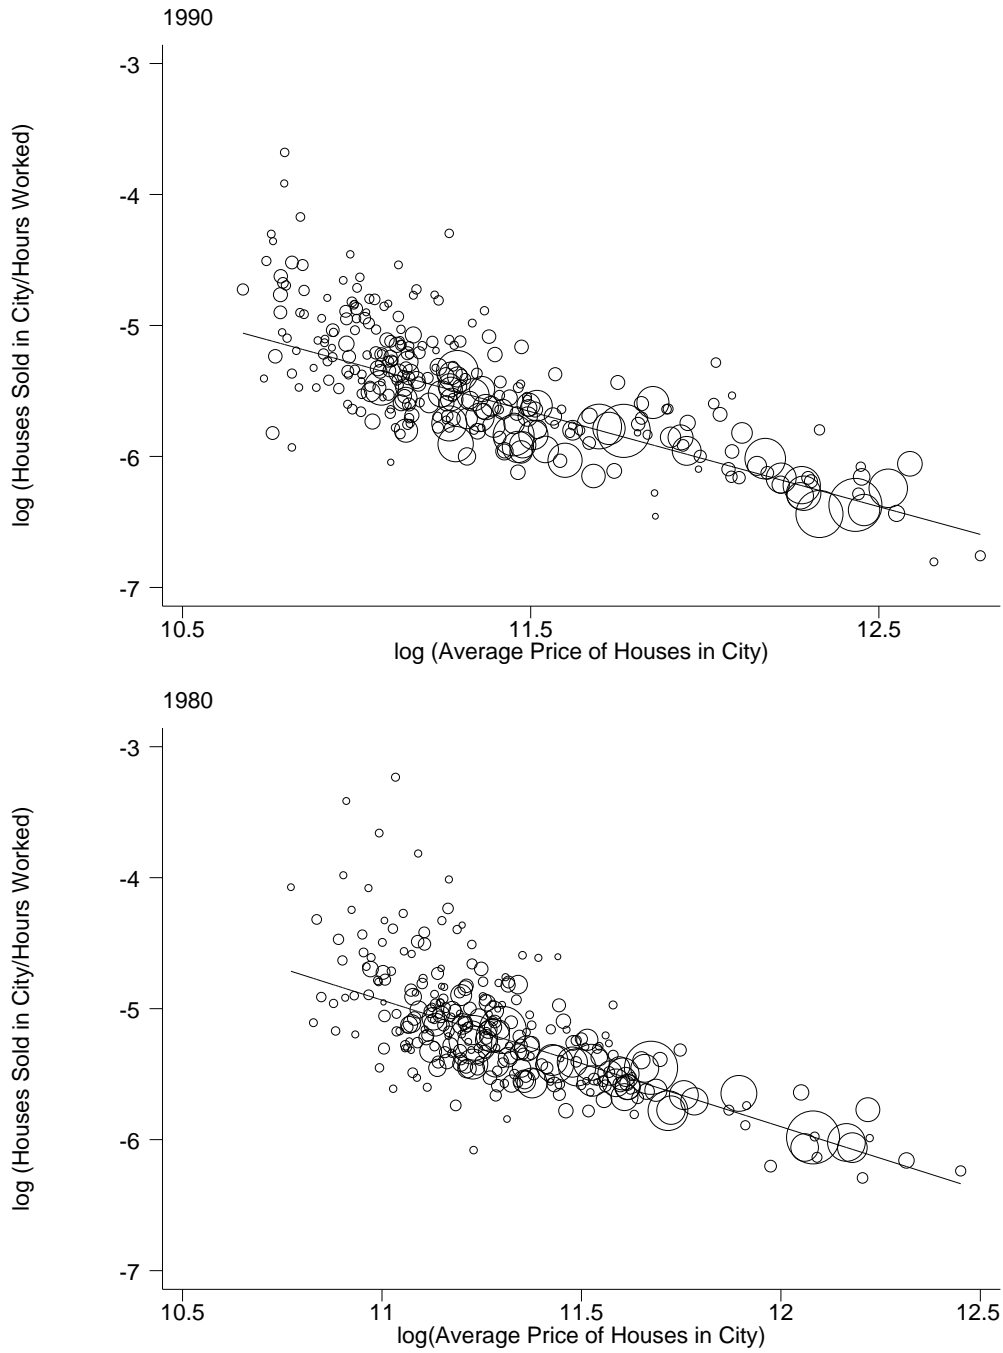 1990
-3
-4
-5
-6
-7
log (Houses Sold in City/Hours Worked)
10.5 11.5 12.5
log (Average Price of Houses in City)
1980
-3
-4
-5
-6
-7
log (Houses Sold in City/Hours Worked)
10.5 11 11.5 12 12.5
log(Average Price of Houses in City)